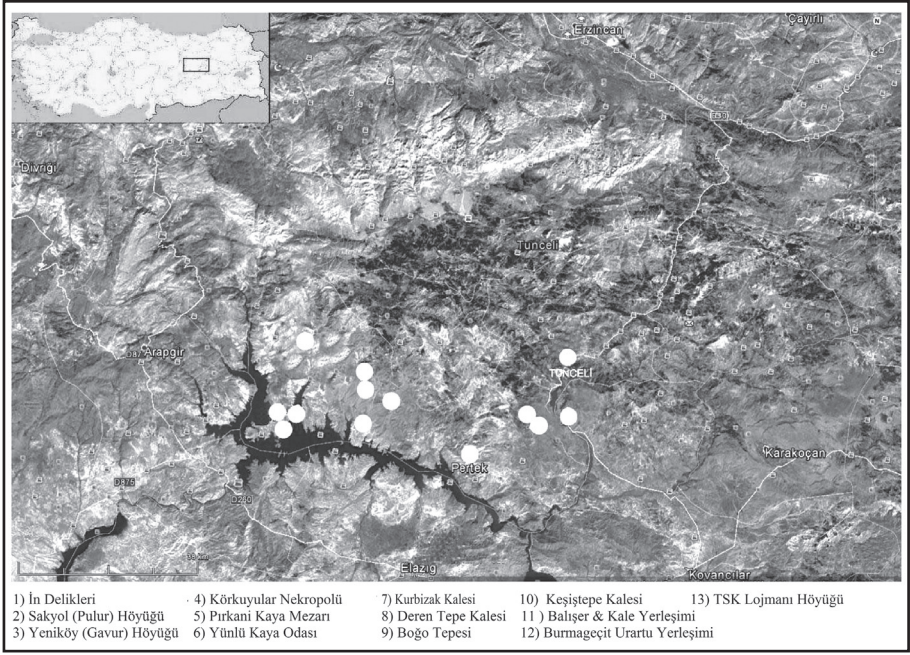 Çayırlı
N
Erzincan
Divriği
Tunceli
Arapgir
TUNCELİ
Karakoçan
Pertek
D875
Elazığ
Kovancılar
1) İn Delikleri
2) Sakyol (Pulur) Höyüğü
3) Yeniköy (Gavur) Höyüğü
4) Körkuyular Nekropolü
5) Pırkani Kaya Mezarı
6) Yünlü Kaya Odası
7) Kurbizak Kalesi
8) Deren Tepe Kalesi
9) Boğo Tepesi
10) Keşiştepe Kalesi
11 ) Balışer & Kale Yerleşimi
12) Burmageçit Urartu Yerleşimi
13) TSK Lojmanı Höyüğü